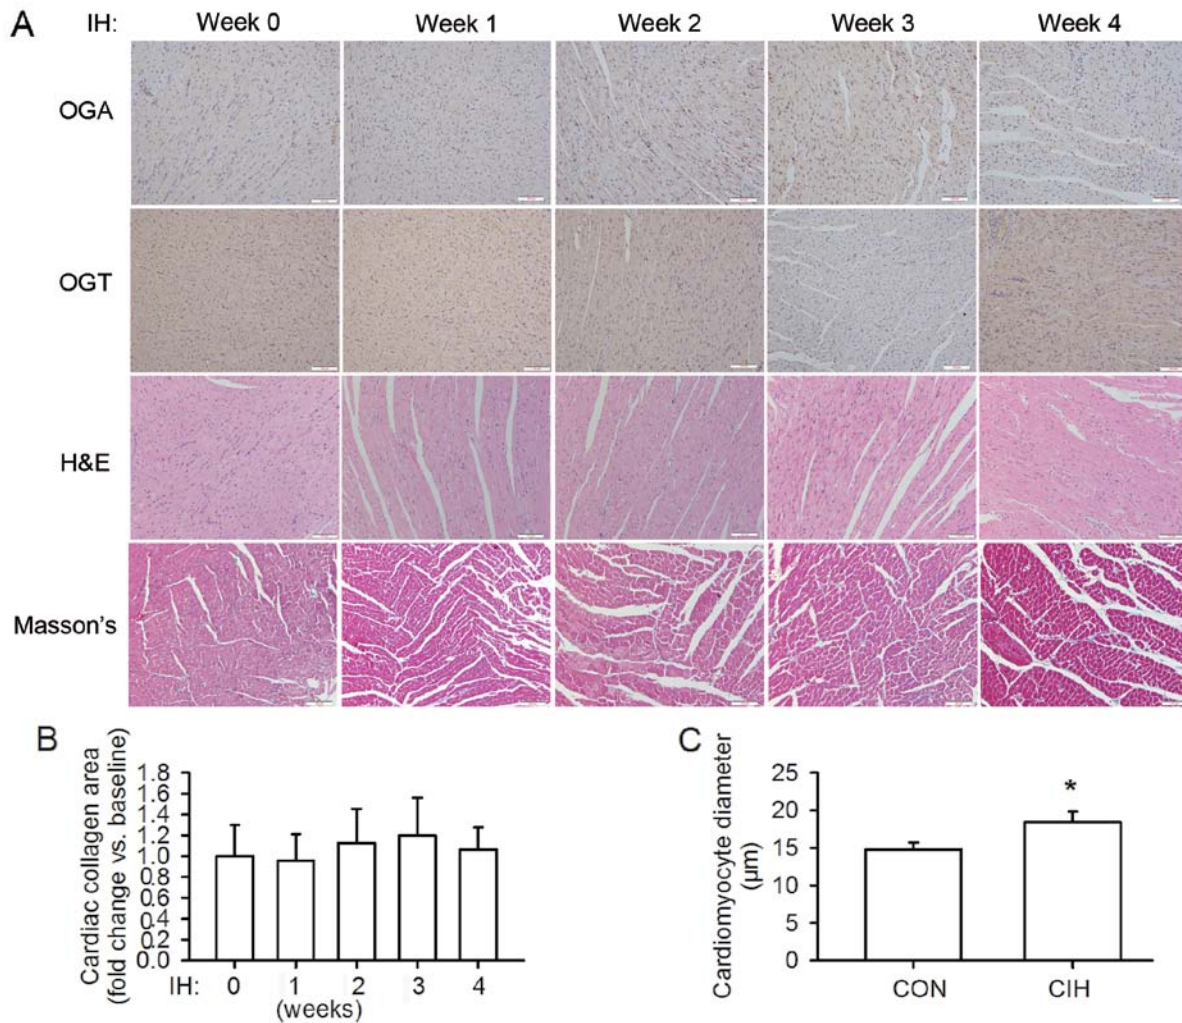 A
IH: Week 0 Week 1 Week 2 Week 3 Week 4
OGA
OGT
H&E
Masson's
B
Cardiac collagen area
(fold change vs. baseline)
1.8
1.6
1.4
1.2
1.0
0.8
0.6
0.4
0.2
0.0
IH: 0 1 2 3 4
(weeks)
C
Cardiomyocyte diameter
(µm)
25
20
15
10
5
0
*
CON CIH